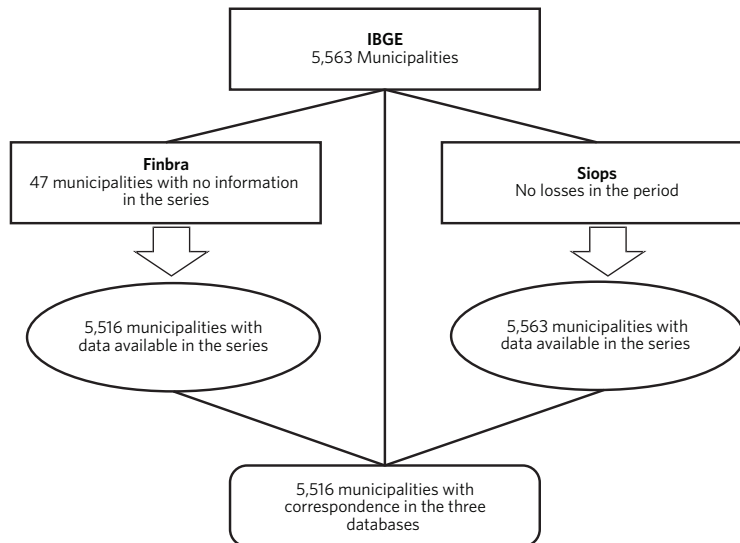 IBGE
5,563 Municipalities
Finbra
47 municipalities with no information
in the series
Siops
No losses in the period
5,516 municipalities with
data available in the series
5,563 municipalities with
data available in the series
5,516 municipalities with
correspondence in the three
databases